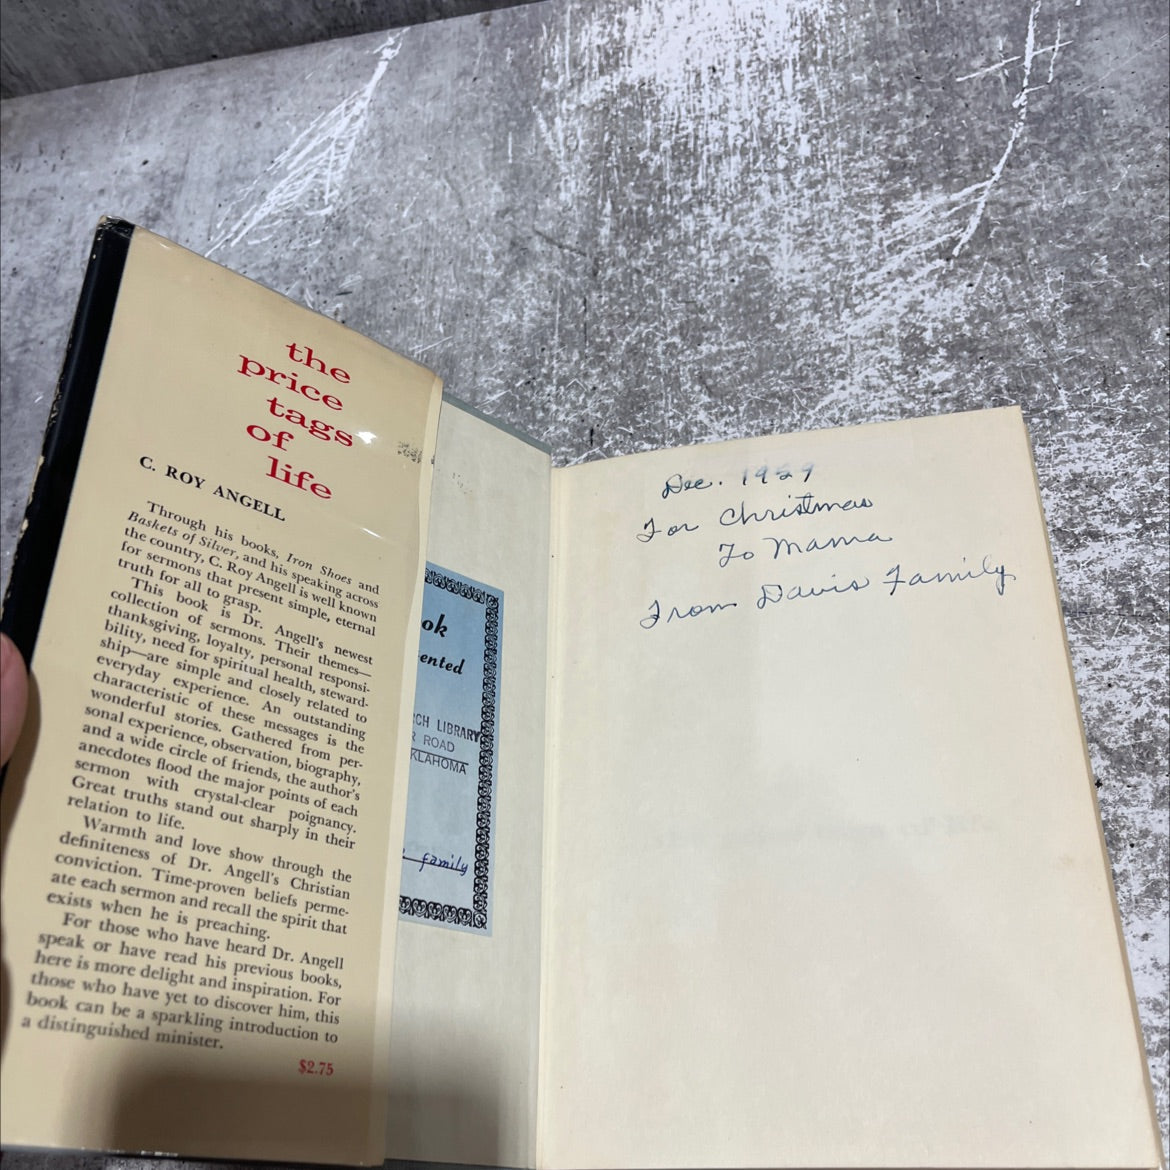 the
price
tags
of
life
C. ROY ANGELL
Through his books, Iron Shoes and
Baskets of Silver, and his speaking across
the country, C. Roy Angell is well known
for sermons that present simple, eternal
truth for all to grasp.
This book is Dr. Angell's newest
collection of sermons. Their themes—
thanksgiving, loyalty, personal responsi-
bility, need for spiritual health, steward-
ship—are simple and closely related to
everyday experience. An outstanding
characteristic of these messages is the
wonderful stories. Gathered from per-
sonal experience, observation, biography,
and a wide circle of friends, the author's
anecdotes flood the major points of each
sermon with crystal-clear poignancy.
Great truths stand out sharply in their
relation to life.
Warmth and love show through the
definiteness of Dr. Angell's Christian
conviction. Time-proven beliefs perme-
ate each sermon and recall the spirit that
exists when he is preaching.
For those who have heard Dr. Angell
speak or have read his previous books,
here is more delight and inspiration. For
those who have yet to discover him, this
book can be a sparkling introduction to
a distinguished minister.
$2.75
ok
ented
RCH LIBRARY
R ROAD
KLAHOMA
family
Dec. 1959
For Christmas
To Mama
From Davis Family